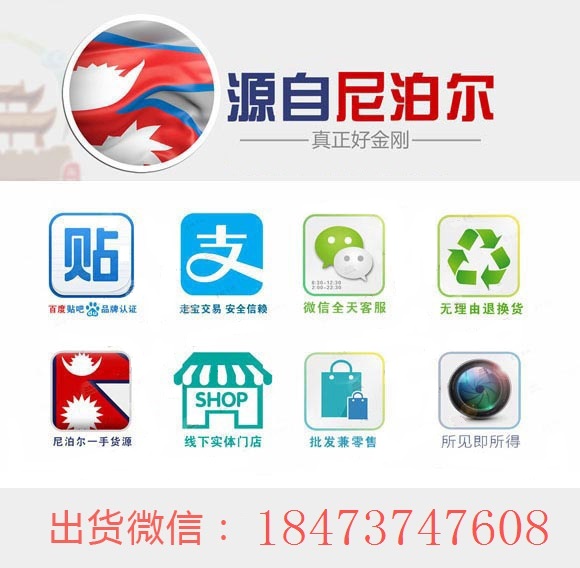 源自尼泊尔
真正好金刚
贴
支
8:30-12:30
2:00-22:30
百度贴吧 品牌认证
走宝交易 安全信赖
微信全天客服
无理由退换货
SHOP
尼泊尔一手货源
线下实体门店
批发兼零售
所见即所得
出货微信：18473747608